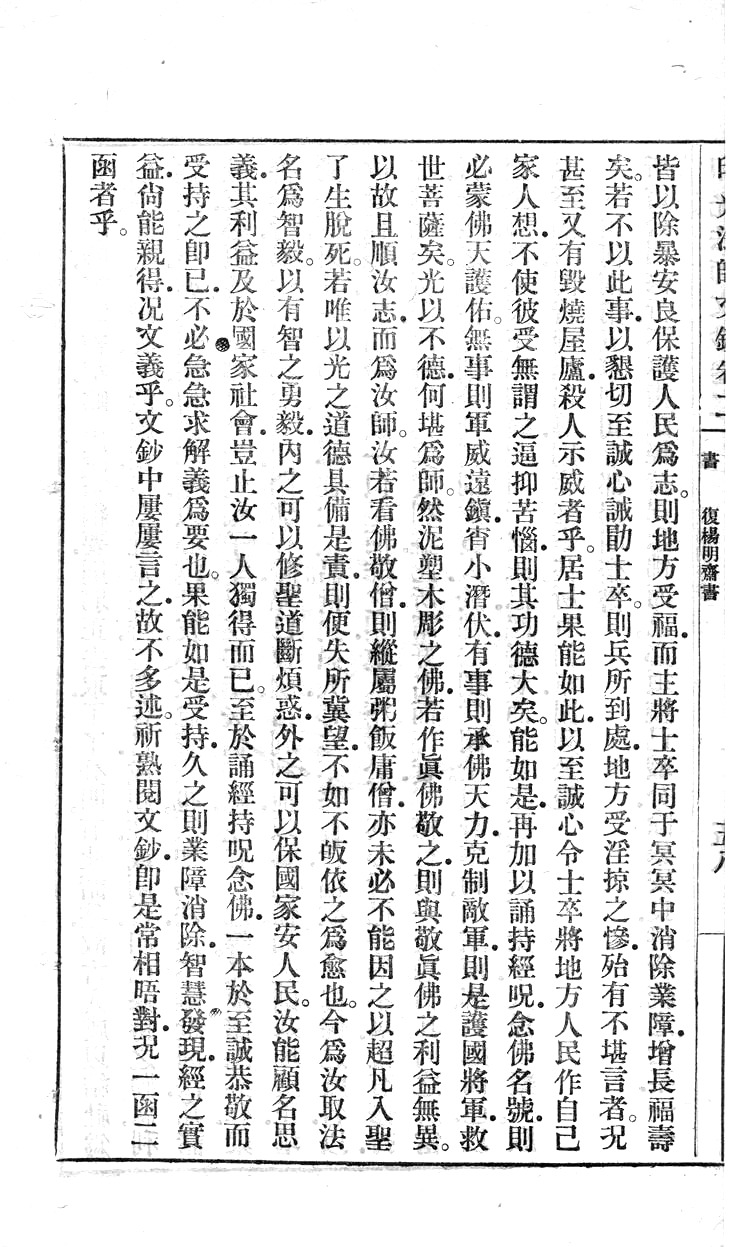 印光法師文鈔卷二 書 復楊明齋書 五八
皆以除暴安良保護人民爲志。則地方受福。而主將士卒同于冥冥中消除業障。增長福壽
矣。若不以此事。以懇切至誠心誡勖士卒。則兵所到處。地方受淫掠之慘。殆有不堪言者。況
甚至又有毀燒屋廬。殺人示威者乎。居士果能如此。以至誠心令士卒將地方人民作自己
家人想。不使彼受無謂之逼抑苦惱。則其功德大矣。能如是。再加以誦持經呪。念佛名號。則
必蒙佛天護佑。無事則軍威遠鎭。宵小潛伏。有事則承佛天力。克制敵軍。則是護國將軍。救
世菩薩矣。光以不德。何堪爲師。然泥塑木彫之佛。若作眞佛敬之。則與敬眞佛之利益無異。
以故且順汝志。而爲汝師。汝若看佛敬僧。則縱屬粥飯庸僧。亦未必不能因之以超凡入聖
了生脫死。若唯以光之道德具備是責。則便失所冀望。不如不皈依之爲愈也。今爲汝取法
名爲智毅。以有智之勇毅。內之可以修聖道斷煩惑。外之可以保國家安人民。汝能顧名思
義。其利益及於國家社會。豈止汝一人獨得而已。至於誦經持呪念佛。一本於至誠恭敬而
受持之卽已。不必急急求解義爲要也。果能如是受持。久之則業障消除。智慧發現。經之實
益尙能親得。況文義乎。文鈔中屢屢言之。故不多述。祈熟閱文鈔。卽是常相晤對。況一函二
函者乎。